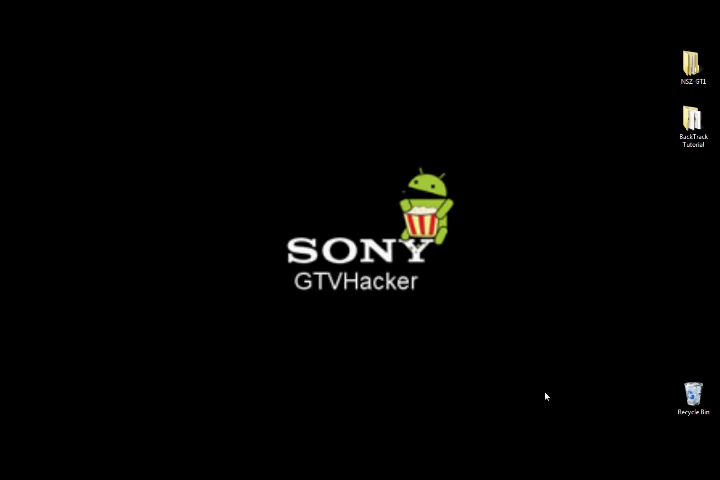 NSZ-GT1
BackTrack
Tutorial
SONY
GTVHacker
Recycle Bin